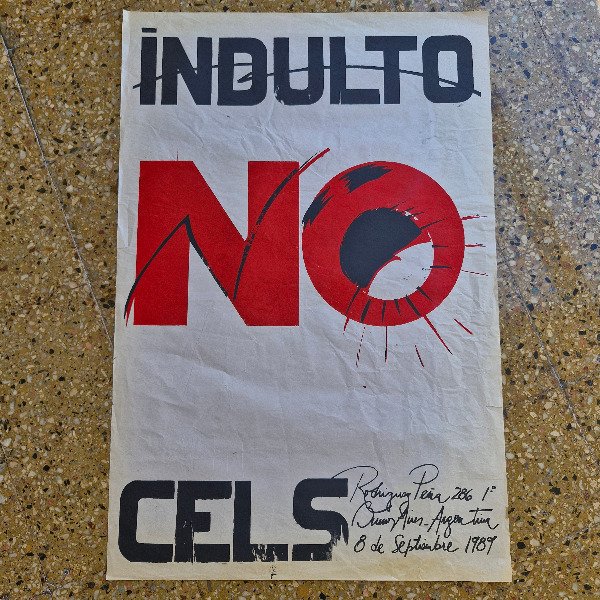 INDULTO
NO
CELS
Rodriguez Peña 286 1º
Buenos Aires - Argentina
8 de Septiembre 1989